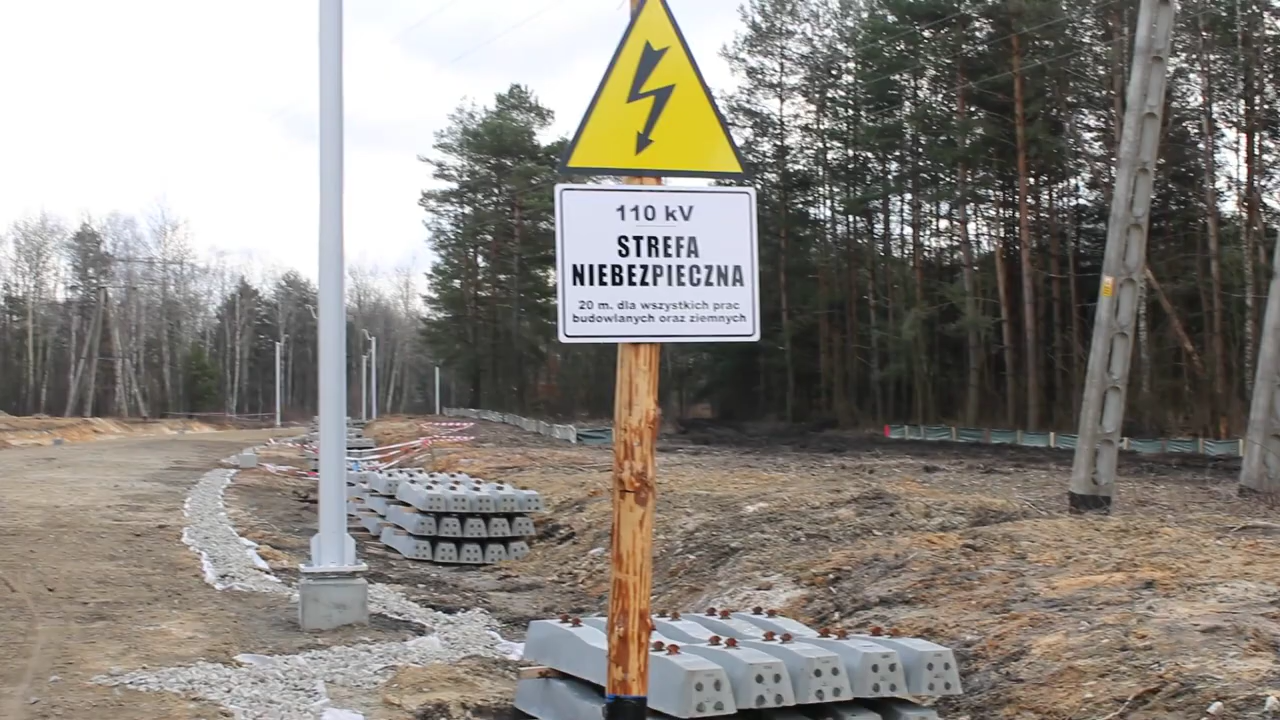 110 kV
STREFA
NIEBEZPIECZNA
20 m. dla wszystkich prac
budowlanych oraz ziemnych